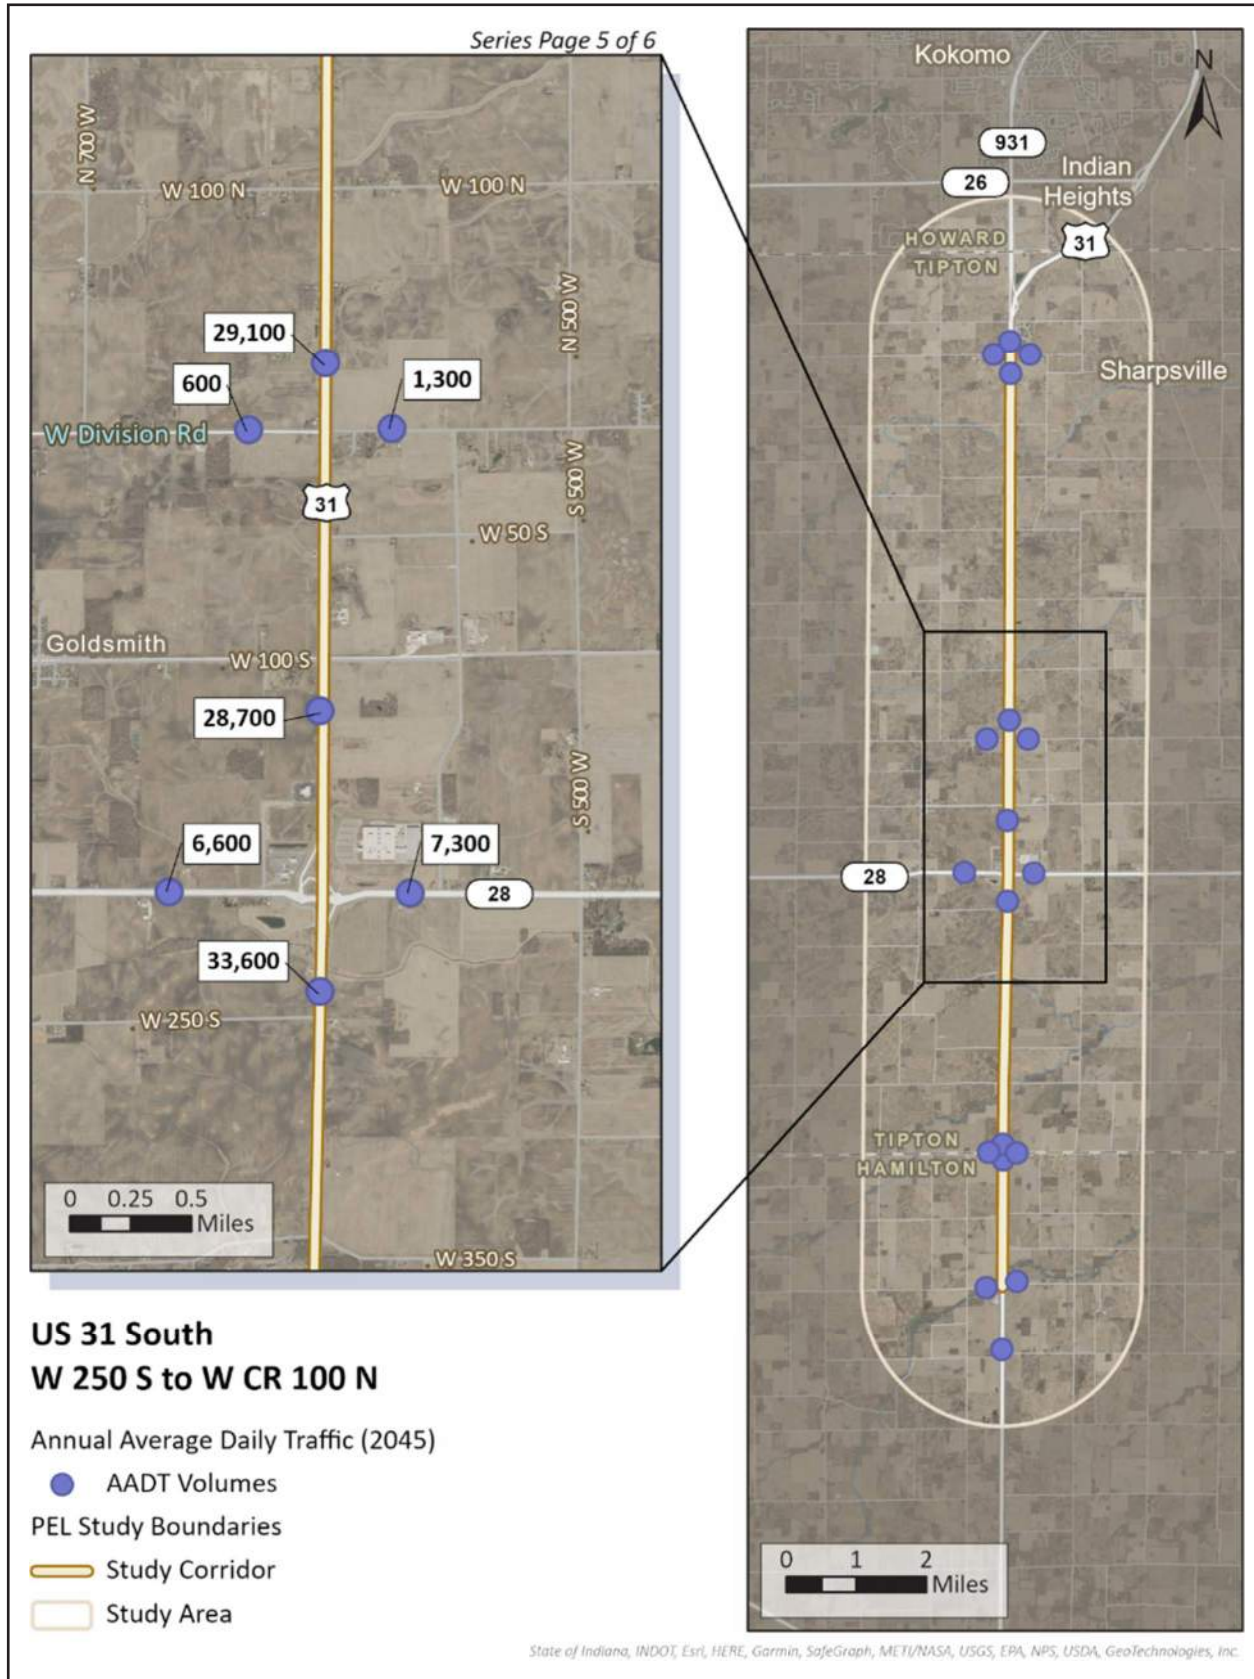 Series Page 5 of 6
N 700 W
W 100 N
W 100 N
N 500 W
29,100
600
1,300
W Division Rd
S 500 W
31
W 50 S
Goldsmith
W 100 S
28,700
S 500 W
6,600
7,300
28
33,600
W 250 S
0 0.25 0.5
Miles
W 350 S
Kokomo
N
931
26
Indian
Heights
31
HOWARD
TIPTON
Sharpsville
28
TIPTON
HAMILTON
0 1 2
Miles
US 31 South
W 250 S to W CR 100 N
Annual Average Daily Traffic (2045)
AADT Volumes
PEL Study Boundaries
Study Corridor
Study Area
State of Indiana, INDOT, Esri, HERE, Garmin, SafeGraph, METI/NASA, USGS, EPA, NPS, USDA, GeoTechnologies, Inc.